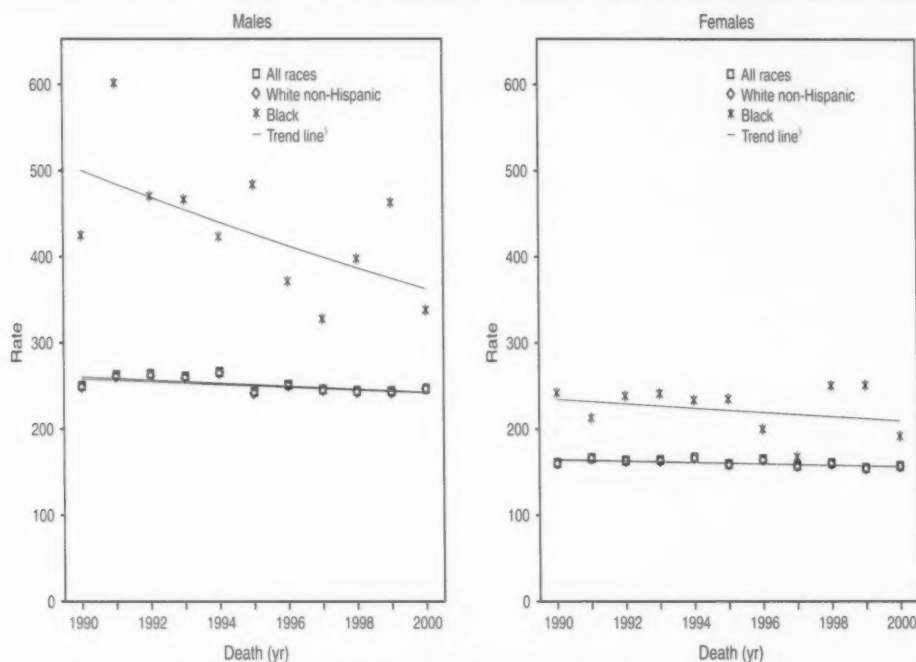 Males
600
500
400
300
200
100
0
Rate
□ All races
◇ White non-Hispanic
* Black
— Trend line§
1990 1992 1994 1996 1998 2000
Death (yr)
Females
600
500
400
300
200
100
0
Rate
□ All races
◇ White non-Hispanic
* Black
— Trend line§
1990 1992 1994 1996 1998 2000
Death (yr)